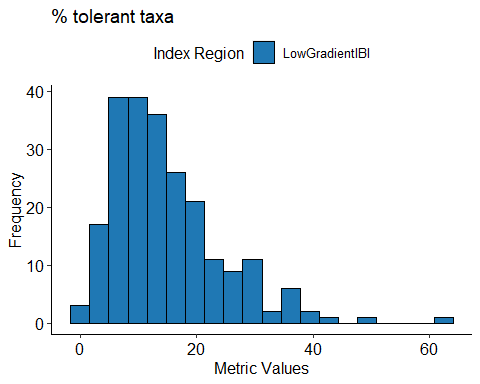 % tolerant taxa
Index Region LowGradientIBI
40
30
20
10
0
Frequency
0 20 40 60
Metric Values